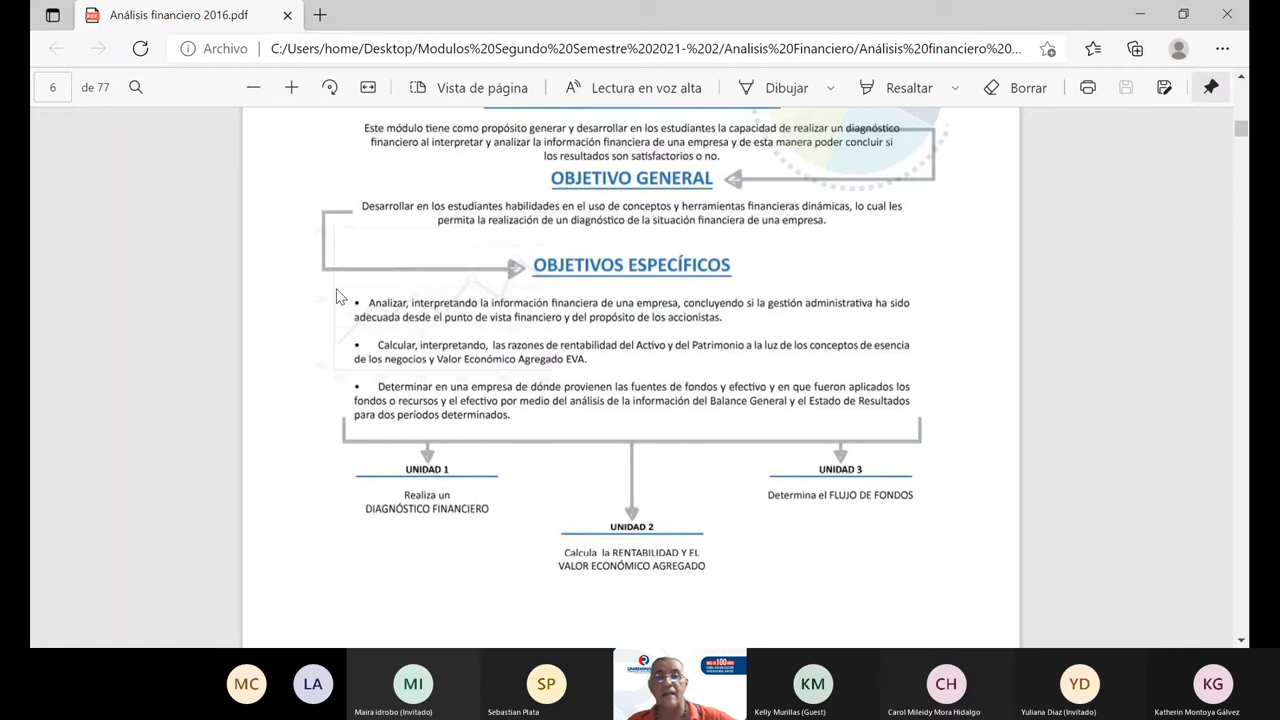 Análisis financiero 2016.pdf
Archivo
C:/Users/home/Desktop/Modulos%20Segundo%20Semestre%202021-%202/Analisis%20Financiero/Análisis%20financiero%20...
6 de 77
Vista de página
Lectura en voz alta
Dibujar
Resaltar
Borrar
Este módulo tiene como propósito generar y desarrollar en los estudiantes la capacidad de realizar un diagnóstico
financiero al interpretar y analizar la información financiera de una empresa y de esta manera poder concluir si
los resultados son satisfactorios o no.
OBJETIVO GENERAL
Desarrollar en los estudiantes habilidades en el uso de conceptos y herramientas financieras dinámicas, lo cual les
permita la realización de un diagnóstico de la situación financiera de una empresa.
OBJETIVOS ESPECÍFICOS
• Analizar, interpretando la información financiera de una empresa, concluyendo si la gestión administrativa ha sido
adecuada desde el punto de vista financiero y del propósito de los accionistas.
• Calcular, interpretando, las razones de rentabilidad del Activo y del Patrimonio a la luz de los conceptos de esencia
de los negocios y Valor Económico Agregado EVA.
• Determinar en una empresa de dónde provienen las fuentes de fondos y efectivo y en que fueron aplicados los
fondos o recursos y el efectivo por medio del análisis de la información del Balance General y el Estado de Resultados
para dos períodos determinados.
UNIDAD 1
Realiza un
DIAGNÓSTICO FINANCIERO
UNIDAD 2
Calcula la RENTABILIDAD Y EL
VALOR ECONÓMICO AGREGADO
UNIDAD 3
Determina el FLUJO DE FONDOS
MC
LA
MI
Maira idrobo (Invitado)
SP
Sebastian Plata
KM
Kelly Murillas (Guest)
CH
Carol Mileidy Mora Hidalgo
YD
Yuliana Diaz (Invitado)
KG
Katherin Montoya Gálvez